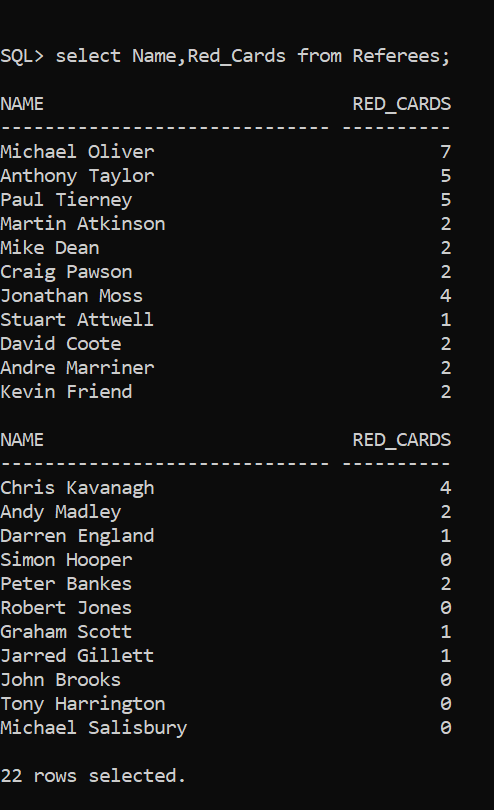 SQL> select Name,Red_Cards from Referees;
NAME RED_CARDS
------------------------------ ----------
Michael Oliver 7
Anthony Taylor 5
Paul Tierney 5
Martin Atkinson 2
Mike Dean 2
Craig Pawson 2
Jonathan Moss 4
Stuart Attwell 1
David Coote 2
Andre Marriner 2
Kevin Friend 2
NAME RED_CARDS
------------------------------ ----------
Chris Kavanagh 4
Andy Madley 2
Darren England 1
Simon Hooper 0
Peter Bankes 2
Robert Jones 0
Graham Scott 1
Jarred Gillett 1
John Brooks 0
Tony Harrington 0
Michael Salisbury 0
22 rows selected.